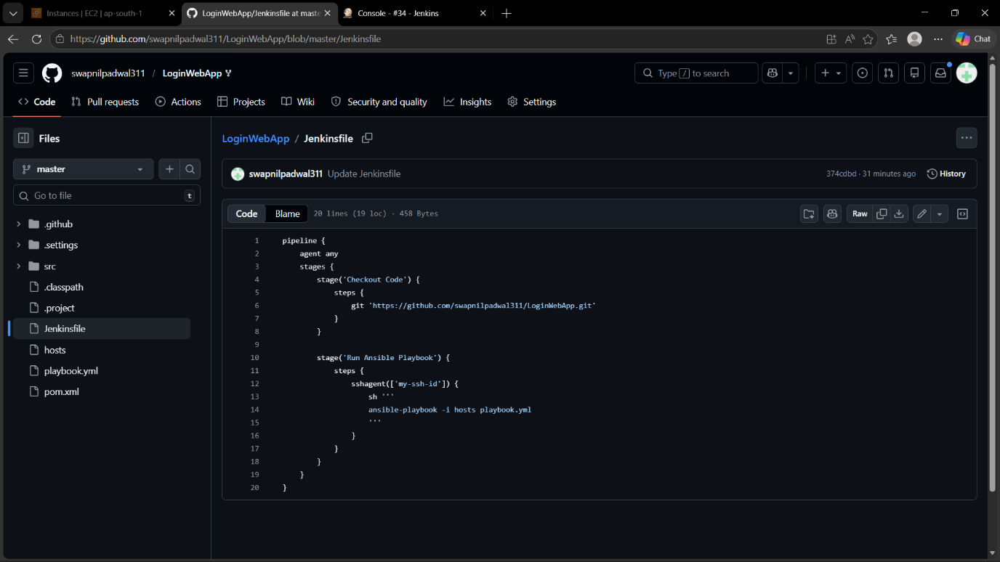 Instances | EC2 | ap-south-1
LoginWebApp/Jenkinsfile at maste
Console - #34 - Jenkins
https://github.com/swapnilpadwal311/LoginWebApp/blob/master/Jenkinsfile
Chat
swapnilpadwal311 / LoginWebApp
Type / to search
Code
Pull requests
Actions
Projects
Wiki
Security and quality
Insights
Settings
Files
master
Go to file
t
.github
.settings
src
.classpath
.project
Jenkinsfile
hosts
playbook.yml
pom.xml
LoginWebApp / Jenkinsfile
swapnilpadwal311 Update Jenkinsfile
374cdbd · 31 minutes ago
History
Code
Blame
20 lines (19 loc) · 458 Bytes
Raw
1 pipeline {
2 agent any
3 stages {
4 stage('Checkout Code') {
5 steps {
6 git 'https://github.com/swapnilpadwal311/LoginWebApp.git'
7 }
8 }
9
10 stage('Run Ansible Playbook') {
11 steps {
12 sshagent(['my-ssh-id']) {
13 sh '''
14 ansible-playbook -i hosts playbook.yml
15 '''
16 }
17 }
18 }
19 }
20 }